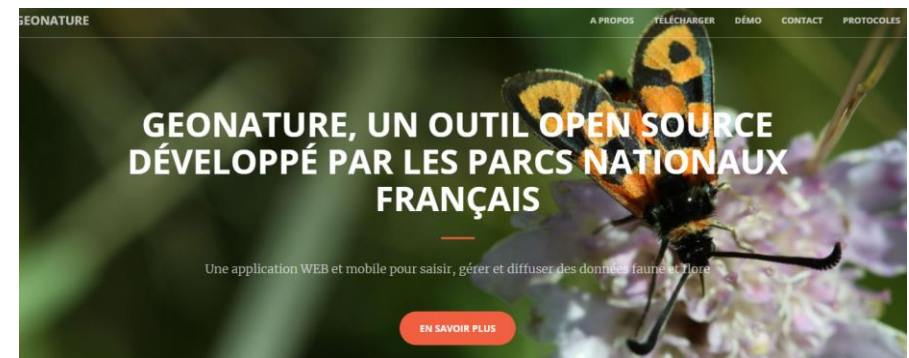 GEONATURE
A PROPOS TÉLÉCHARGER DÉMO CONTACT PROTOCOLES
GEONATURE, UN OUTIL OPEN SOURCE
DÉVELOPPÉ PAR LES PARCS NATIONAUX
FRANÇAIS
Une application WEB et mobile pour saisir, gérer et diffuser des données faune et flore
EN SAVOIR PLUS